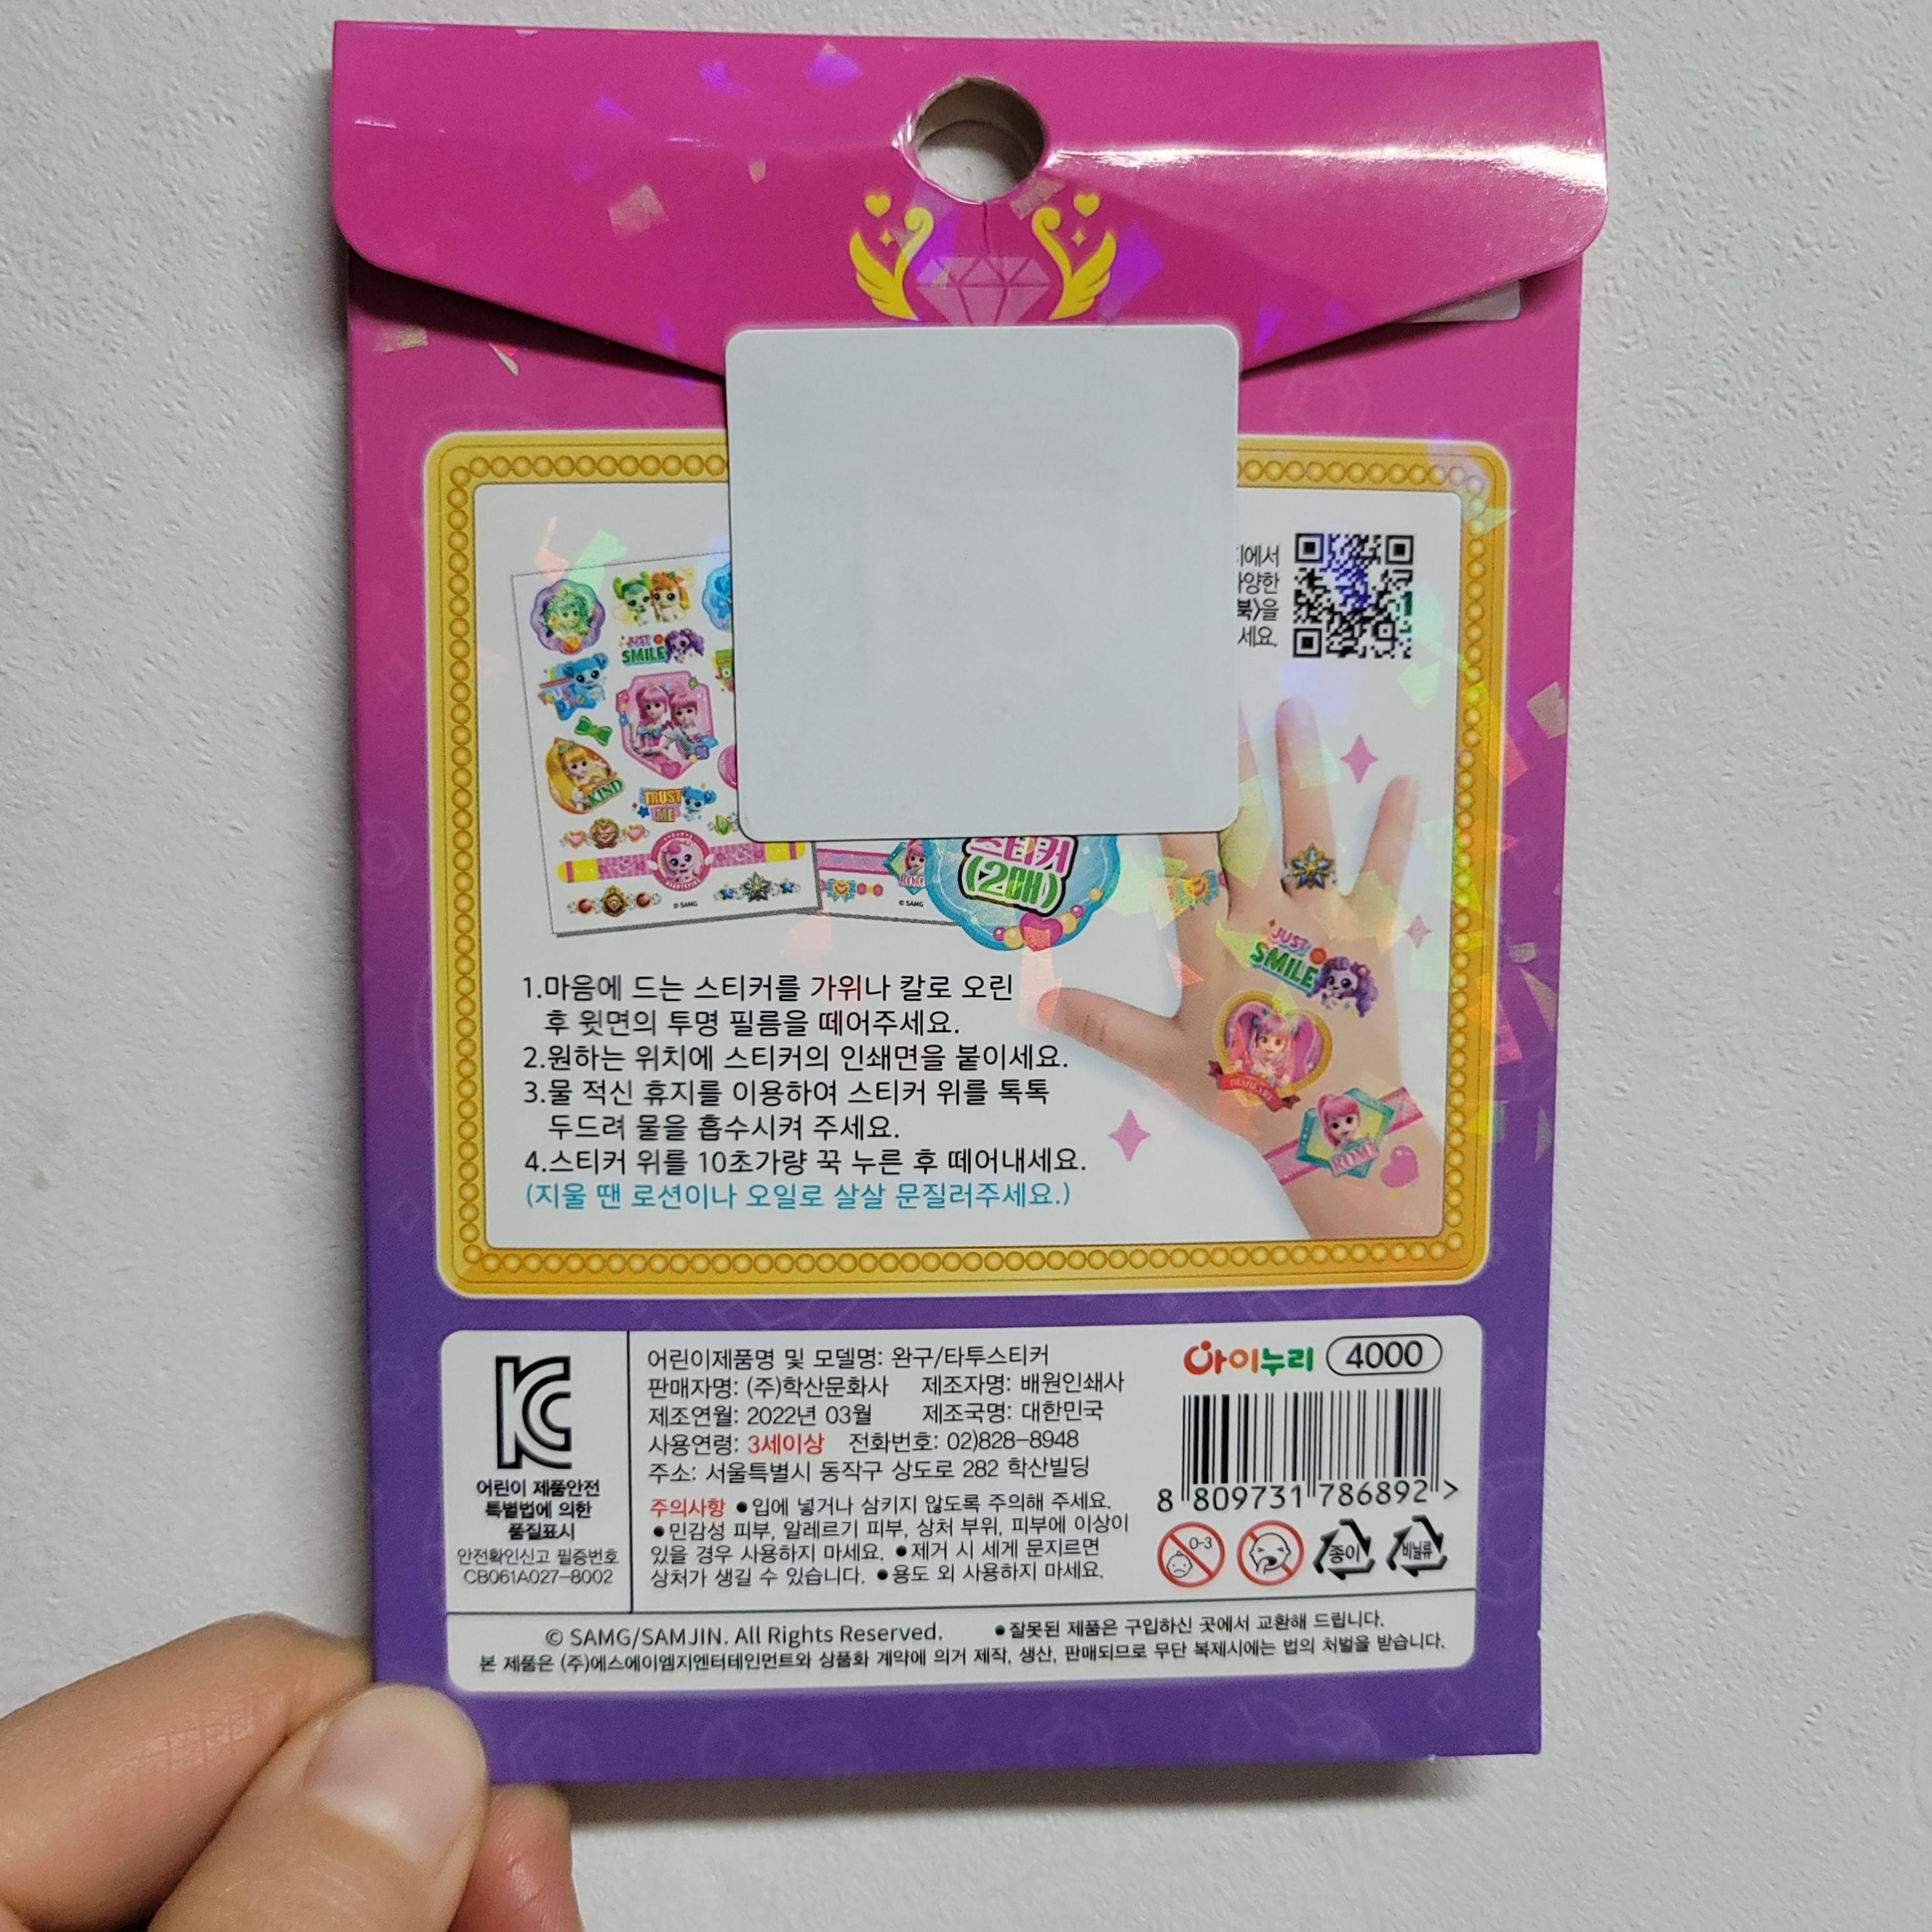 지에서
양한
북>을
세요.
JUST
SMILE
KIND
TRUST
ME
© SAMG
© SAMG
스티커
(2매)
JUST
SMILE
ROMI
1.마음에 드는 스티커를 가위나 칼로 오린
후 윗면의 투명 필름을 떼어주세요.
2.원하는 위치에 스티커의 인쇄면을 붙이세요.
3.물 적신 휴지를 이용하여 스티커 위를 톡톡
두드려 물을 흡수시켜 주세요.
4.스티커 위를 10초가량 꾹 누른 후 떼어내세요.
(지울 땐 로션이나 오일로 살살 문질러주세요.)
어린이 제품안전
특별법에 의한
품질표시
안전확인신고 필증번호
CB061A027-8002
어린이제품명 및 모델명: 완구/타투스티커
판매자명: (주)학산문화사 제조자명: 배원인쇄사
제조연월: 2022년 03월 제조국명: 대한민국
사용연령: 3세이상 전화번호: 02)828-8948
주소: 서울특별시 동작구 상도로 282 학산빌딩
주의사항 ●입에 넣거나 삼키지 않도록 주의해 주세요.
●민감성 피부, 알레르기 피부, 상처 부위, 피부에 이상이
있을 경우 사용하지 마세요. ●제거 시 세게 문지르면
상처가 생길 수 있습니다. ●용도 외 사용하지 마세요.
아이누리 4000
8 809731 786892 >
0-3
종이
비닐류
© SAMG/SAMJIN. All Rights Reserved. ●잘못된 제품은 구입하신 곳에서 교환해 드립니다.
본 제품은 (주)에스에이엠지엔터테인먼트와 상품화 계약에 의거 제작, 생산, 판매되므로 무단 복제시에는 법의 처벌을 받습니다.